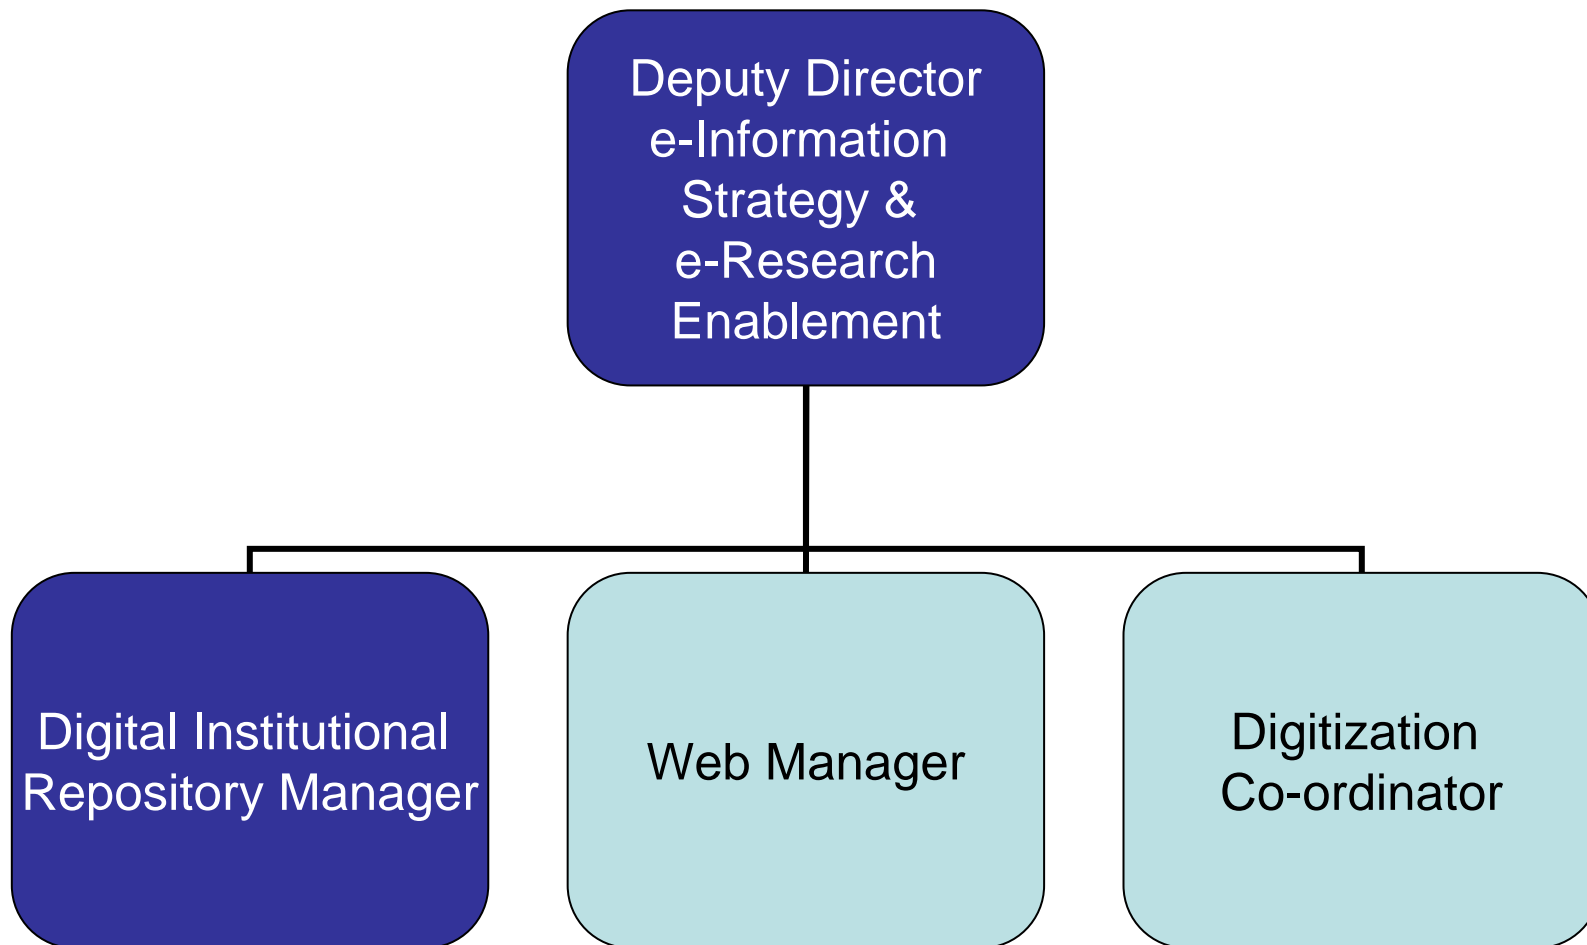 Deputy Director
e-Information
Strategy &
e-Research
Enablement
Digital Institutional
Repository Manager
Web Manager
Digitization
Co-ordinator